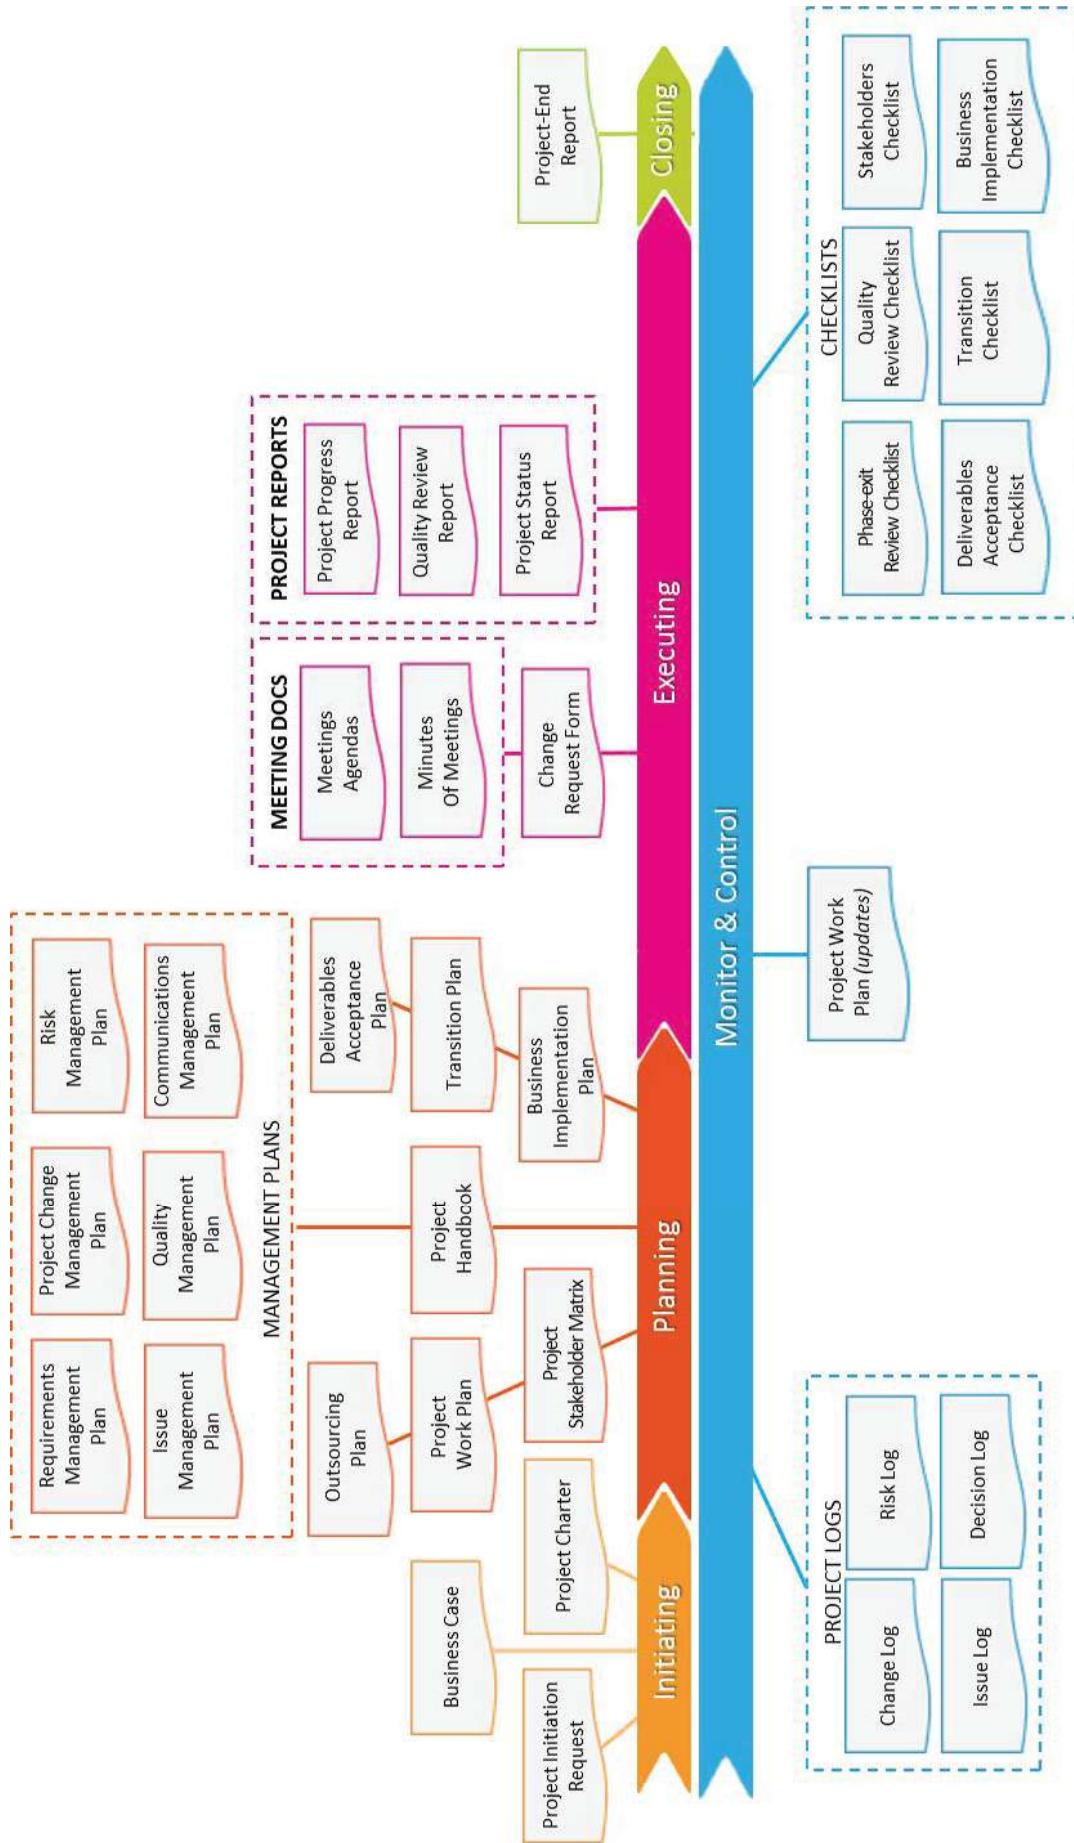 Requirements
Management
Plan
Project Change
Management
Plan
Risk
Management
Plan
Issue
Management
Plan
Quality
Management
Plan
Communications
Management
Plan
MANAGEMENT PLANS
MEETING DOCS
Meetings
Agendas
Minutes
Of Meetings
PROJECT REPORTS
Project Progress
Report
Quality Review
Report
Project Status
Report
Outsourcing
Plan
Deliverables
Acceptance
Plan
Business Case
Project
Work Plan
Project
Handbook
Transition Plan
Project Initiation
Request
Project Charter
Project
Stakeholder Matrix
Business
Implementation
Plan
Change
Request Form
Project-End
Report
Initiating
Planning
Executing
Closing
Monitor & Control
PROJECT LOGS
Change Log
Risk Log
Issue Log
Decision Log
Project Work
Plan (updates)
CHECKLISTS
Phase-exit
Review Checklist
Quality
Review Checklist
Stakeholders
Checklist
Deliverables
Acceptance
Checklist
Transition
Checklist
Business
Implementation
Checklist